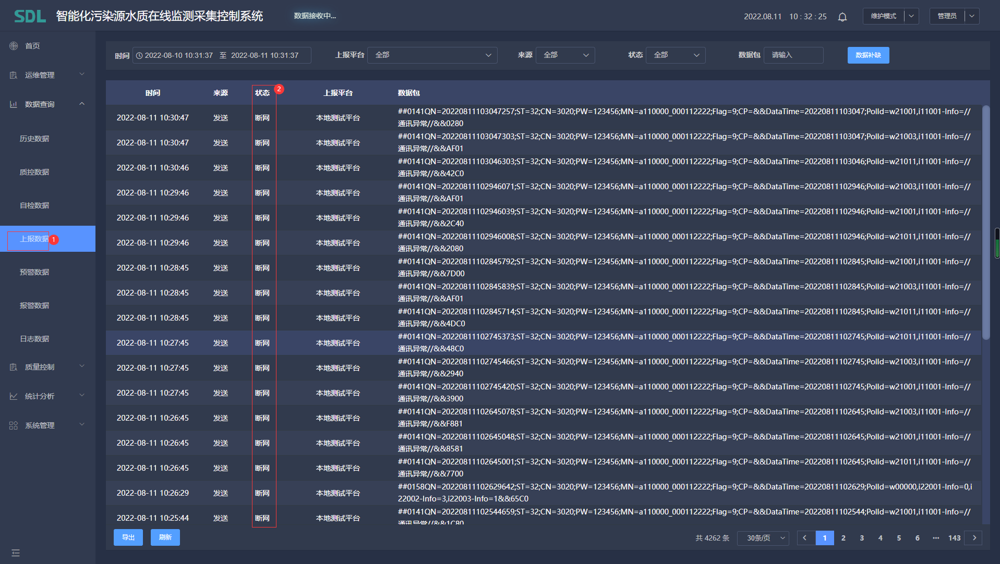 SDL 智能化污染源水质在线监测采集控制系统 数据接收中... 2022.08.11 10 : 32 : 25 维护模式 管理员
首页
运维管理
数据查询
历史数据
质控数据
自检数据
上报数据 1
预警数据
报警数据
日志数据
质量控制
统计分析
系统管理
时间 2022-08-10 10:31:37 至 2022-08-11 10:31:37 上报平台 全部 来源 全部 状态 全部 数据包 请输入 数据补缺
时间 来源 状态 2 上报平台 数据包
2022-08-11 10:30:47 发送 断网 本地测试平台 ##0141QN=20220811103047257;ST=32;CN=3020;PW=123456;MN=a110000_000112222;Flag=9;CP=&&DataTime=20220811103047;PolId=w21001,i11001-Info=//
通讯异常//&&0280
2022-08-11 10:30:47 发送 断网 本地测试平台 ##0141QN=20220811103047303;ST=32;CN=3020;PW=123456;MN=a110000_000112222;Flag=9;CP=&&DataTime=20220811103047;PolId=w21003,i11001-Info=//
通讯异常//&&AF01
2022-08-11 10:30:46 发送 断网 本地测试平台 ##0141QN=20220811103046303;ST=32;CN=3020;PW=123456;MN=a110000_000112222;Flag=9;CP=&&DataTime=20220811103046;PolId=w21011,i11001-Info=//
通讯异常//&&42C0
2022-08-11 10:29:46 发送 断网 本地测试平台 ##0141QN=20220811102946071;ST=32;CN=3020;PW=123456;MN=a110000_000112222;Flag=9;CP=&&DataTime=20220811102946;PolId=w21003,i11001-Info=//
通讯异常//&&AF01
2022-08-11 10:29:46 发送 断网 本地测试平台 ##0141QN=20220811102946039;ST=32;CN=3020;PW=123456;MN=a110000_000112222;Flag=9;CP=&&DataTime=20220811102946;PolId=w21001,i11001-Info=//
通讯异常//&&2C40
2022-08-11 10:29:46 发送 断网 本地测试平台 ##0141QN=20220811102946008;ST=32;CN=3020;PW=123456;MN=a110000_000112222;Flag=9;CP=&&DataTime=20220811102946;PolId=w21011,i11001-Info=//
通讯异常//&&2080
2022-08-11 10:28:45 发送 断网 本地测试平台 ##0141QN=20220811102845792;ST=32;CN=3020;PW=123456;MN=a110000_000112222;Flag=9;CP=&&DataTime=20220811102845;PolId=w21001,i11001-Info=//
通讯异常//&&7D00
2022-08-11 10:28:45 发送 断网 本地测试平台 ##0141QN=20220811102845839;ST=32;CN=3020;PW=123456;MN=a110000_000112222;Flag=9;CP=&&DataTime=20220811102845;PolId=w21003,i11001-Info=//
通讯异常//&&AF01
2022-08-11 10:28:45 发送 断网 本地测试平台 ##0141QN=20220811102845714;ST=32;CN=3020;PW=123456;MN=a110000_000112222;Flag=9;CP=&&DataTime=20220811102845;PolId=w21011,i11001-Info=//
通讯异常//&&4DC0
2022-08-11 10:27:45 发送 断网 本地测试平台 ##0141QN=20220811102745373;ST=32;CN=3020;PW=123456;MN=a110000_000112222;Flag=9;CP=&&DataTime=20220811102745;PolId=w21011,i11001-Info=//
通讯异常//&&48C0
2022-08-11 10:27:45 发送 断网 本地测试平台 ##0141QN=20220811102745466;ST=32;CN=3020;PW=123456;MN=a110000_000112222;Flag=9;CP=&&DataTime=20220811102745;PolId=w21003,i11001-Info=//
通讯异常//&&2940
2022-08-11 10:27:45 发送 断网 本地测试平台 ##0141QN=20220811102745420;ST=32;CN=3020;PW=123456;MN=a110000_000112222;Flag=9;CP=&&DataTime=20220811102745;PolId=w21001,i11001-Info=//
通讯异常//&&3900
2022-08-11 10:26:45 发送 断网 本地测试平台 ##0141QN=20220811102645078;ST=32;CN=3020;PW=123456;MN=a110000_000112222;Flag=9;CP=&&DataTime=20220811102645;PolId=w21003,i11001-Info=//
通讯异常//&&F881
2022-08-11 10:26:45 发送 断网 本地测试平台 ##0141QN=20220811102645048;ST=32;CN=3020;PW=123456;MN=a110000_000112222;Flag=9;CP=&&DataTime=20220811102645;PolId=w21001,i11001-Info=//
通讯异常//&&8581
2022-08-11 10:26:45 发送 断网 本地测试平台 ##0141QN=20220811102645001;ST=32;CN=3020;PW=123456;MN=a110000_000112222;Flag=9;CP=&&DataTime=20220811102645;PolId=w21011,i11001-Info=//
通讯异常//&&7700
2022-08-11 10:26:29 发送 断网 本地测试平台 ##0158QN=20220811102629642;ST=32;CN=3020;PW=123456;MN=a110000_000112222;Flag=9;CP=&&DataTime=20220811102629;PolId=w00000,i22001-Info=0,i
22002-Info=3,i22003-Info=1&&65C0
2022-08-11 10:25:44 发送 断网 本地测试平台 ##0141QN=20220811102544659;ST=32;CN=3020;PW=123456;MN=a110000_000112222;Flag=9;CP=&&DataTime=20220811102544;PolId=w21001,i11001-Info=//
通讯异常//&&1C80
导出 刷新 共 4262 条 30条/页 1 2 3 4 5 6 ... 143